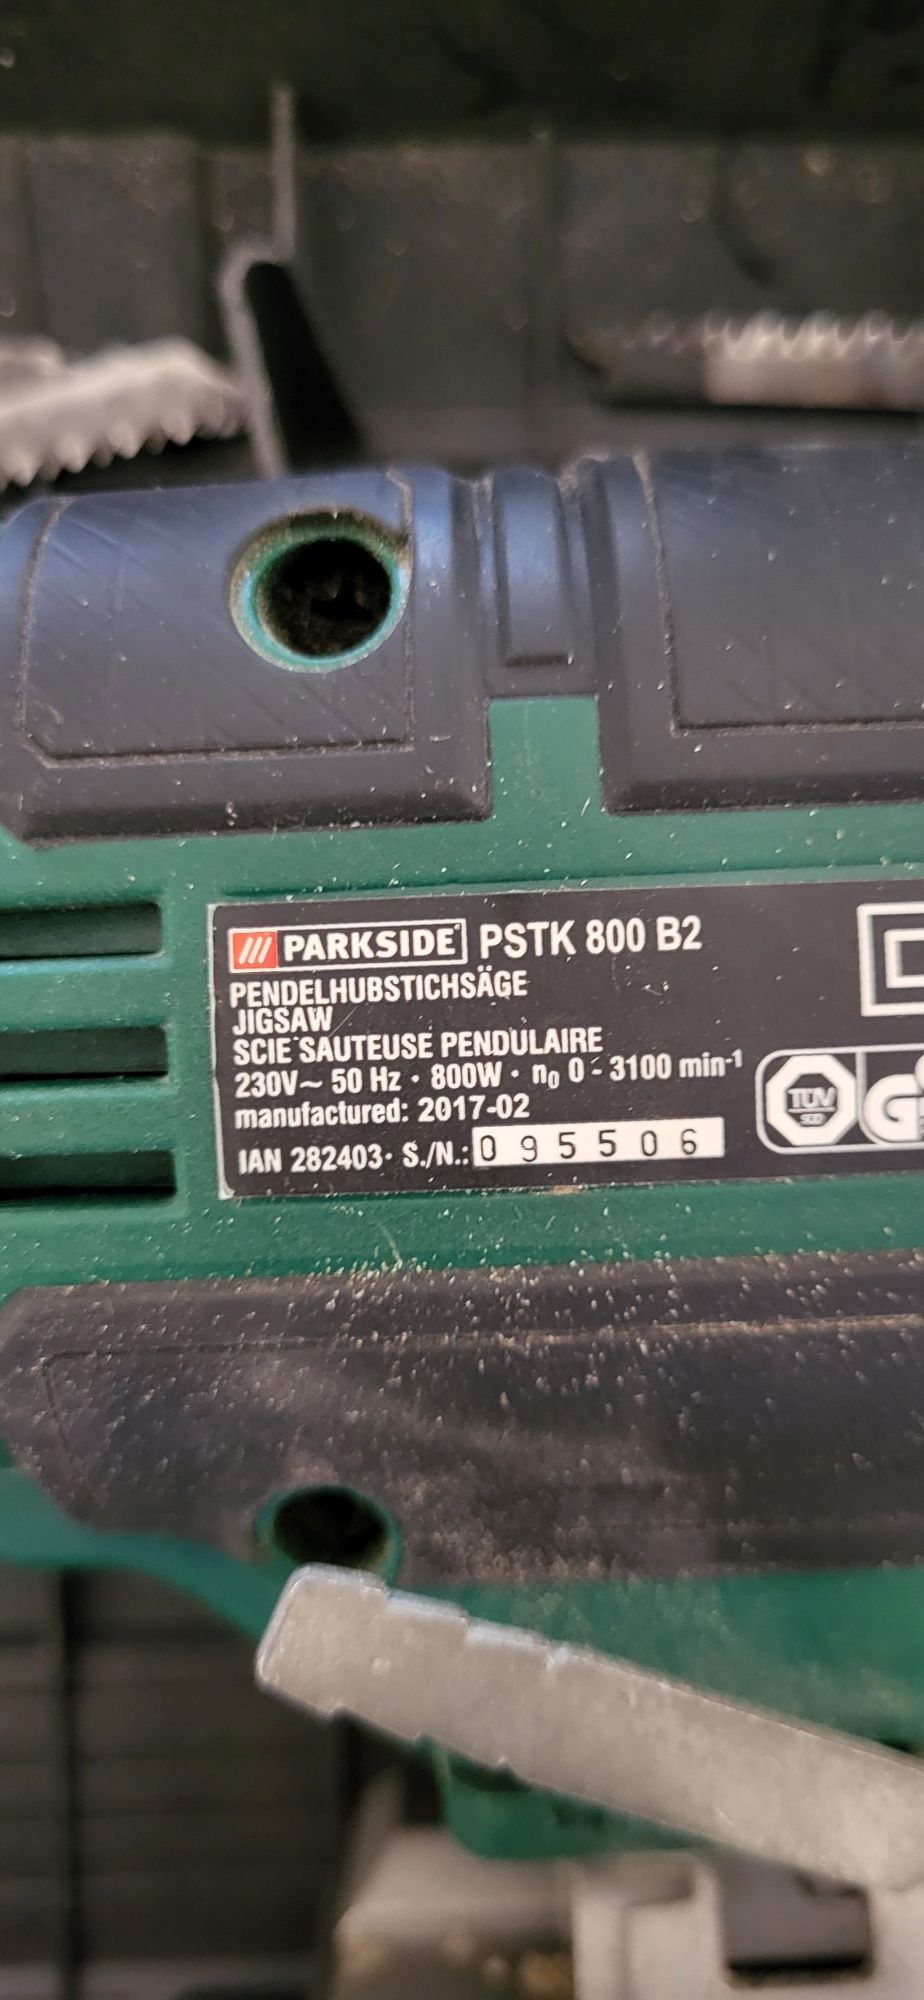 PARKSIDE® PSTK 800 B2
PENDELHUBSTICHSÄGE
JIGSAW
SCIE SAUTEUSE PENDULAIRE
230V~ 50 Hz · 800W · n₀ 0 - 3100 min⁻¹
manufactured: 2017-02
IAN 282403· S./N.: 095506
TÜV
SÜD